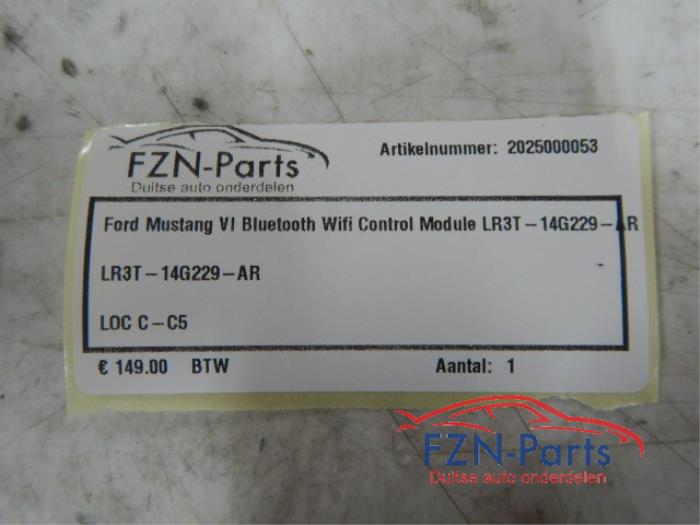 FZN-Parts
Duitse auto onderdelen
Artikelnummer: 2025000053
Ford Mustang VI Bluetooth Wifi Control Module LR3T-14G229-AR
LR3T-14G229-AR
LOC C-C5
€ 149.00 BTW Aantal: 1
FZN-Parts
Duitse auto onderdelen